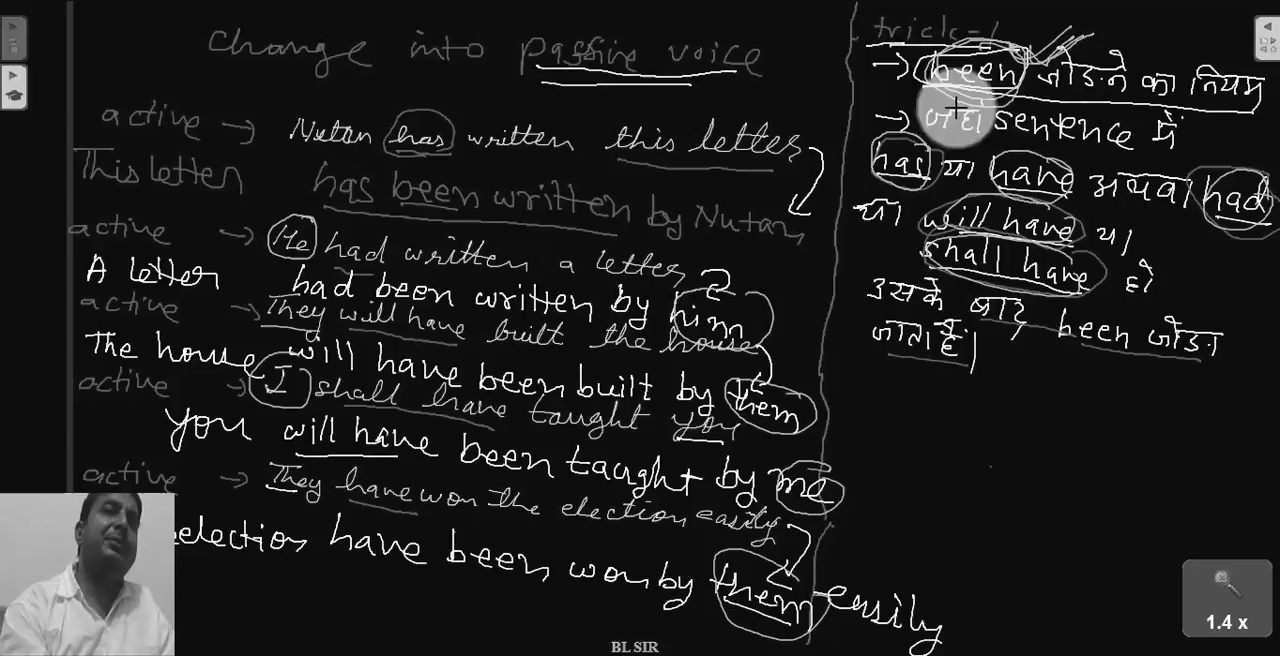 change into passive voice
active → Nutan has written this letter
This letter has been written by Nutan,
active → He had written a letter,
A letter had been written by him
active → They will have built the house
The house will have been built by them
active → I shall have taught you
you will have been taught by me
active → They have won the election easily
election have been won by them easily
trick-1
→ been जोडने का नियम
→ जहां sentence में
has या have अथवा had
या will have या
shall have हो
उसके बाद been जोडा
जाता है।
1.4 x
BL SIR